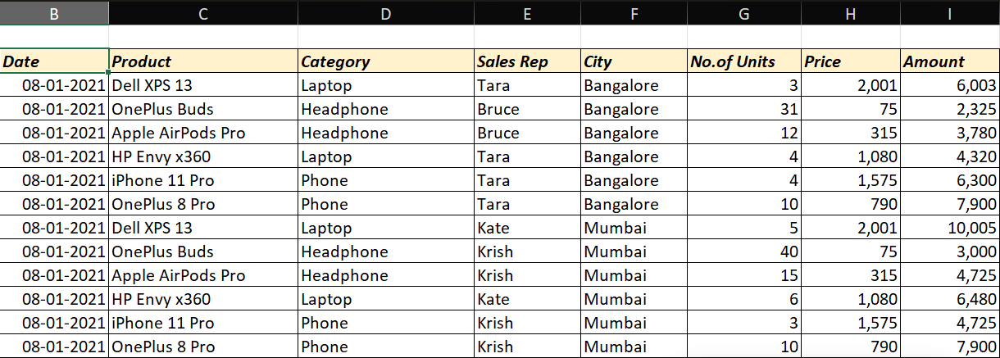 B C D E F G H I
Date Product Category Sales Rep City No.of Units Price Amount
08-01-2021 Dell XPS 13 Laptop Tara Bangalore 3 2,001 6,003
08-01-2021 OnePlus Buds Headphone Bruce Bangalore 31 75 2,325
08-01-2021 Apple AirPods Pro Headphone Bruce Bangalore 12 315 3,780
08-01-2021 HP Envy x360 Laptop Tara Bangalore 4 1,080 4,320
08-01-2021 iPhone 11 Pro Phone Tara Bangalore 4 1,575 6,300
08-01-2021 OnePlus 8 Pro Phone Tara Bangalore 10 790 7,900
08-01-2021 Dell XPS 13 Laptop Kate Mumbai 5 2,001 10,005
08-01-2021 OnePlus Buds Headphone Krish Mumbai 40 75 3,000
08-01-2021 Apple AirPods Pro Headphone Krish Mumbai 15 315 4,725
08-01-2021 HP Envy x360 Laptop Kate Mumbai 6 1,080 6,480
08-01-2021 iPhone 11 Pro Phone Krish Mumbai 3 1,575 4,725
08-01-2021 OnePlus 8 Pro Phone Krish Mumbai 10 790 7,900